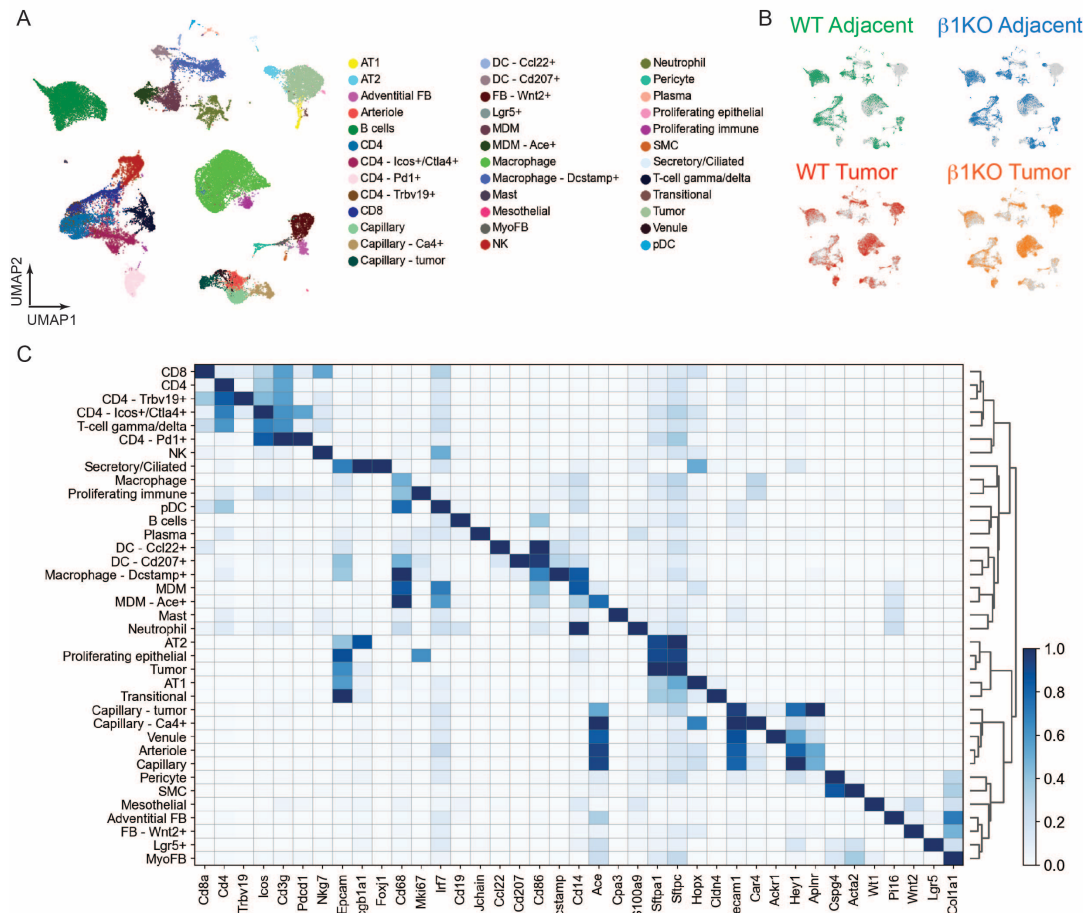 A
AT1
AT2
Adventitial FB
Arteriole
B cells
CD4
CD4 - Icos+/Ctla4+
CD4 - Pd1+
CD4 - Trbv19+
CD8
Capillary
Capillary - Ca4+
Capillary - tumor
DC - Ccl22+
DC - Cd207+
FB - Wnt2+
Lgr5+
MDM
MDM - Ace+
Macrophage
Macrophage - Dcstamp+
Mast
Mesothelial
MyoFB
NK
Neutrophil
Pericyte
Plasma
Proliferating epithelial
Proliferating immune
SMC
Secretory/Ciliated
T-cell gamma/delta
Transitional
Tumor
Venule
pDC
UMAP2
UMAP1
B
WT Adjacent
β1KO Adjacent
WT Tumor
β1KO Tumor
C
CD8
CD4
CD4 - Trbv19+
CD4 - Icos+/Ctla4+
T-cell gamma/delta
CD4 - Pd1+
NK
Secretory/Ciliated
Macrophage
Proliferating immune
pDC
B cells
Plasma
DC - Ccl22+
DC - Cd207+
Macrophage - Dcstamp+
MDM
MDM - Ace+
Mast
Neutrophil
AT2
Proliferating epithelial
Tumor
AT1
Transitional
Capillary - tumor
Capillary - Ca4+
Venule
Arteriole
Capillary
Pericyte
SMC
Mesothelial
Adventitial FB
FB - Wnt2+
Lgr5+
MyoFB
Cd8a
Cd4
Trbv19
Icos
Cd3g
Pdcd1
Nkg7
Epcam
cgb1a1
Foxj1
Cd68
Mki67
Irf7
Cd19
Jchain
Ccl22
Cd207
Cd86
cstamp
Cd14
Ace
Cpa3
S100a9
Sftpa1
Sftpc
Hopx
Cldn4
ecam1
Car4
Ackr1
Hey1
Aplnr
Cspg4
Acta2
Wt1
Pi16
Wnt2
Lgr5
Col1a1
1.0
0.8
0.6
0.4
0.2
0.0